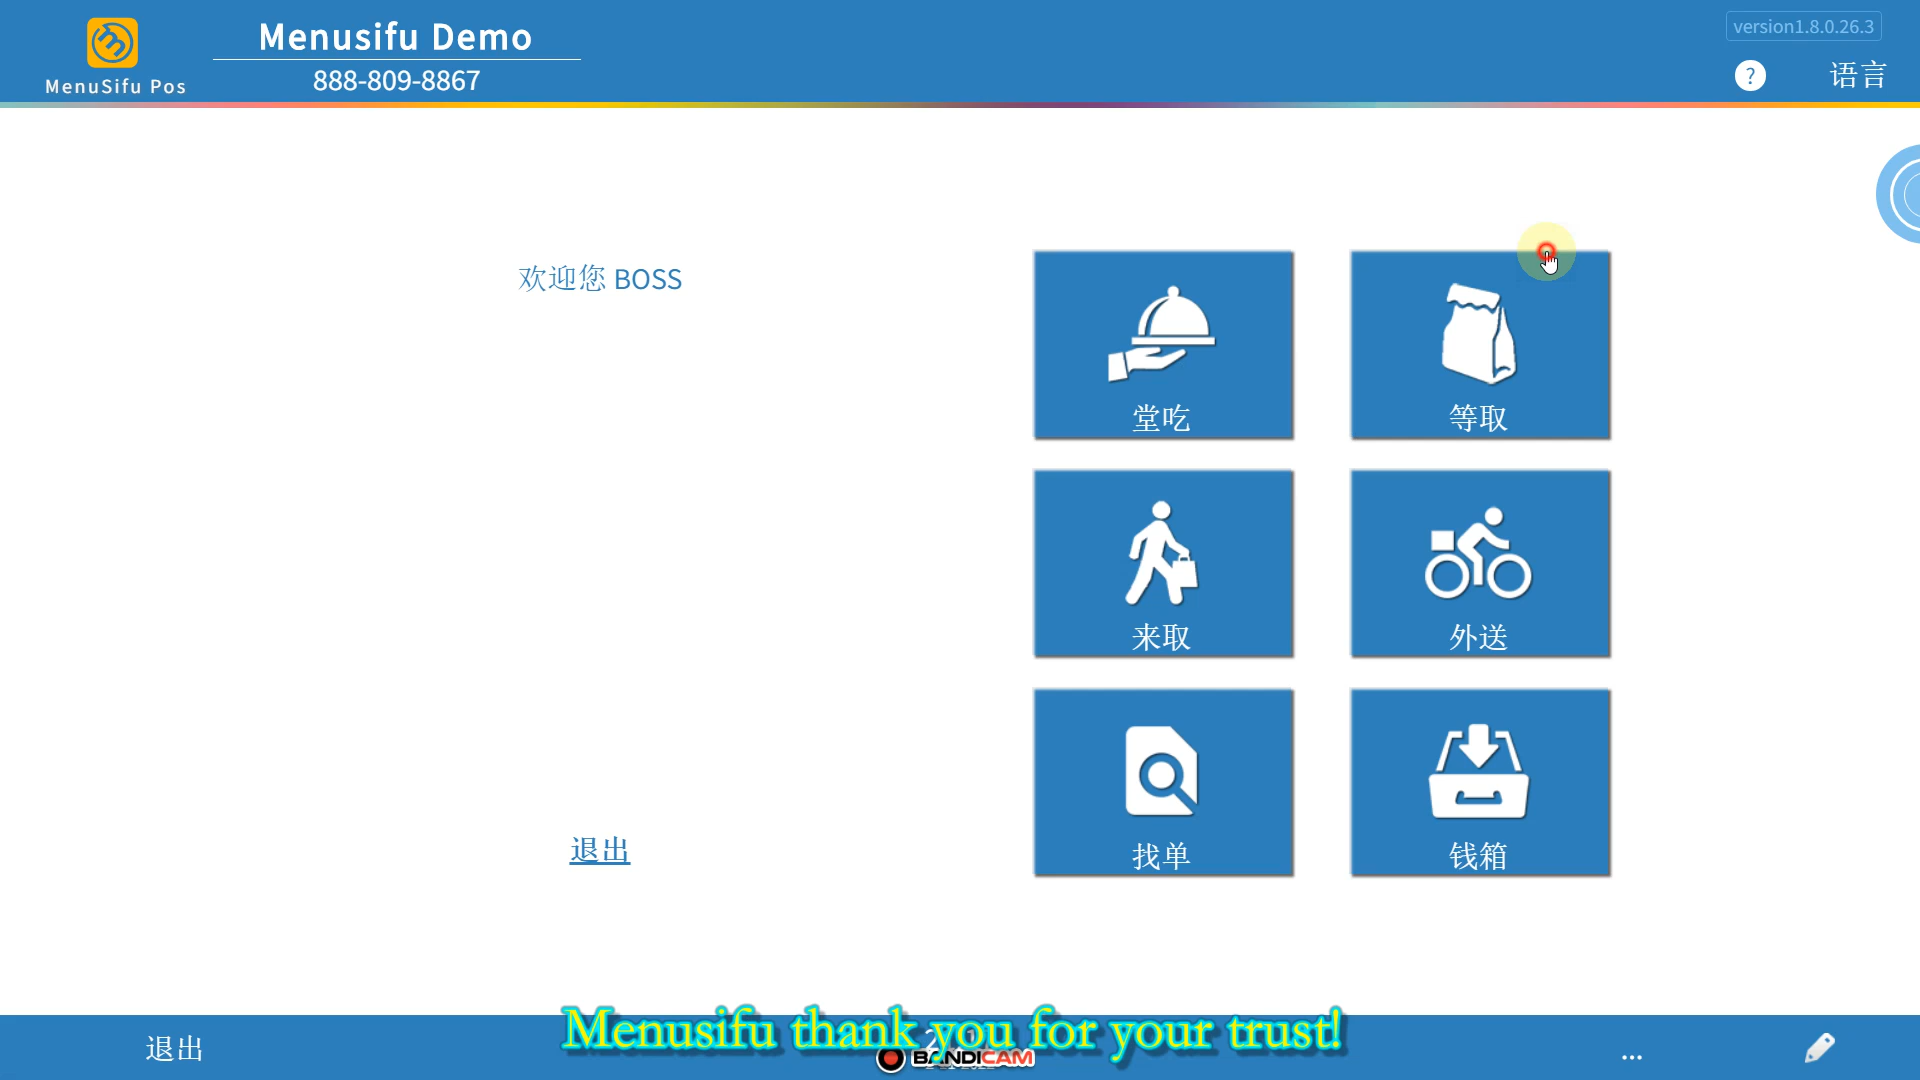 MenuSifu Pos
Menusifu Demo
888-809-8867
version1.8.0.26.3
?
语言
欢迎您 BOSS
堂吃
等取
来取
外送
找单
钱箱
退出
退出
Menusifu thank you for your trust!
BANDICAM
...